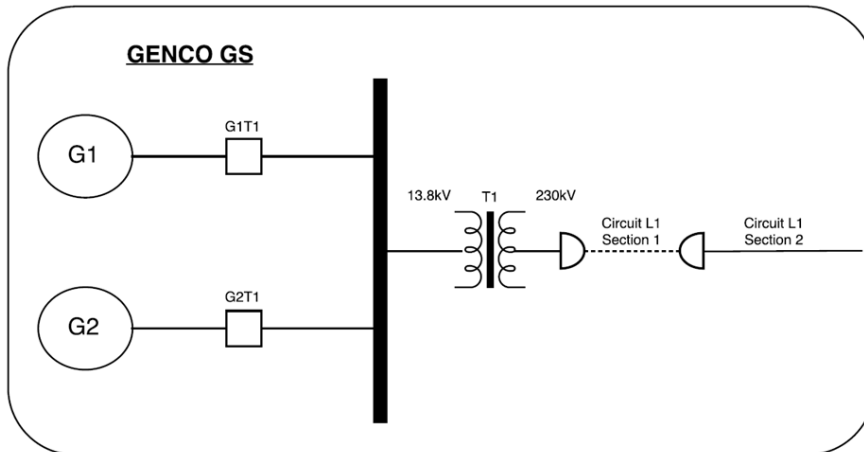 GENCO GS
G1T1
G1
13.8kV
T1
230kV
Circuit L1
Section 1
Circuit L1
Section 2
G2T1
G2